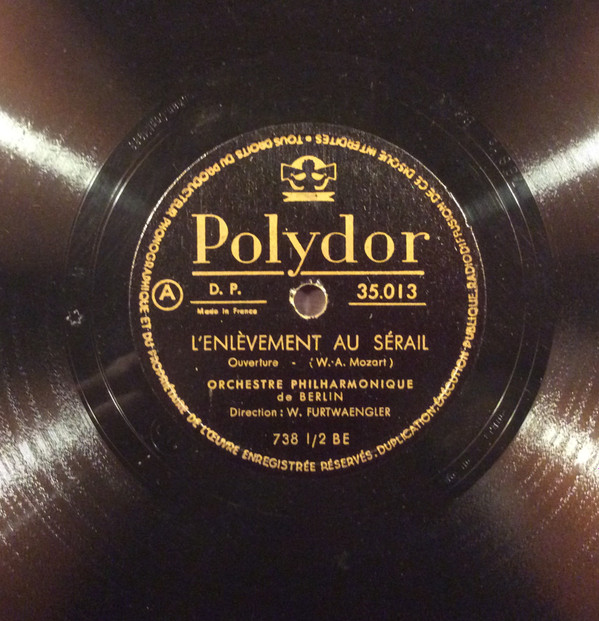 Polydor
D. P.
35.013
A
Made in France
L'ENLÈVEMENT AU SÉRAIL
Ouverture - (W.-A. Mozart)
ORCHESTRE PHILHARMONIQUE
de BERLIN
Direction : W. FURTWAENGLER
738 1/2 BE
TOUS DROITS DU PRODUCTEUR PHONOGRAPHIQUE ET DU PROPRIÉTAIRE DE L'ŒUVRE ENREGISTRÉE RÉSERVÉS. DUPLICATION, EXÉCUTION PUBLIQUE, RADIODIFFUSION DE CE DISQUE INTERDITES •